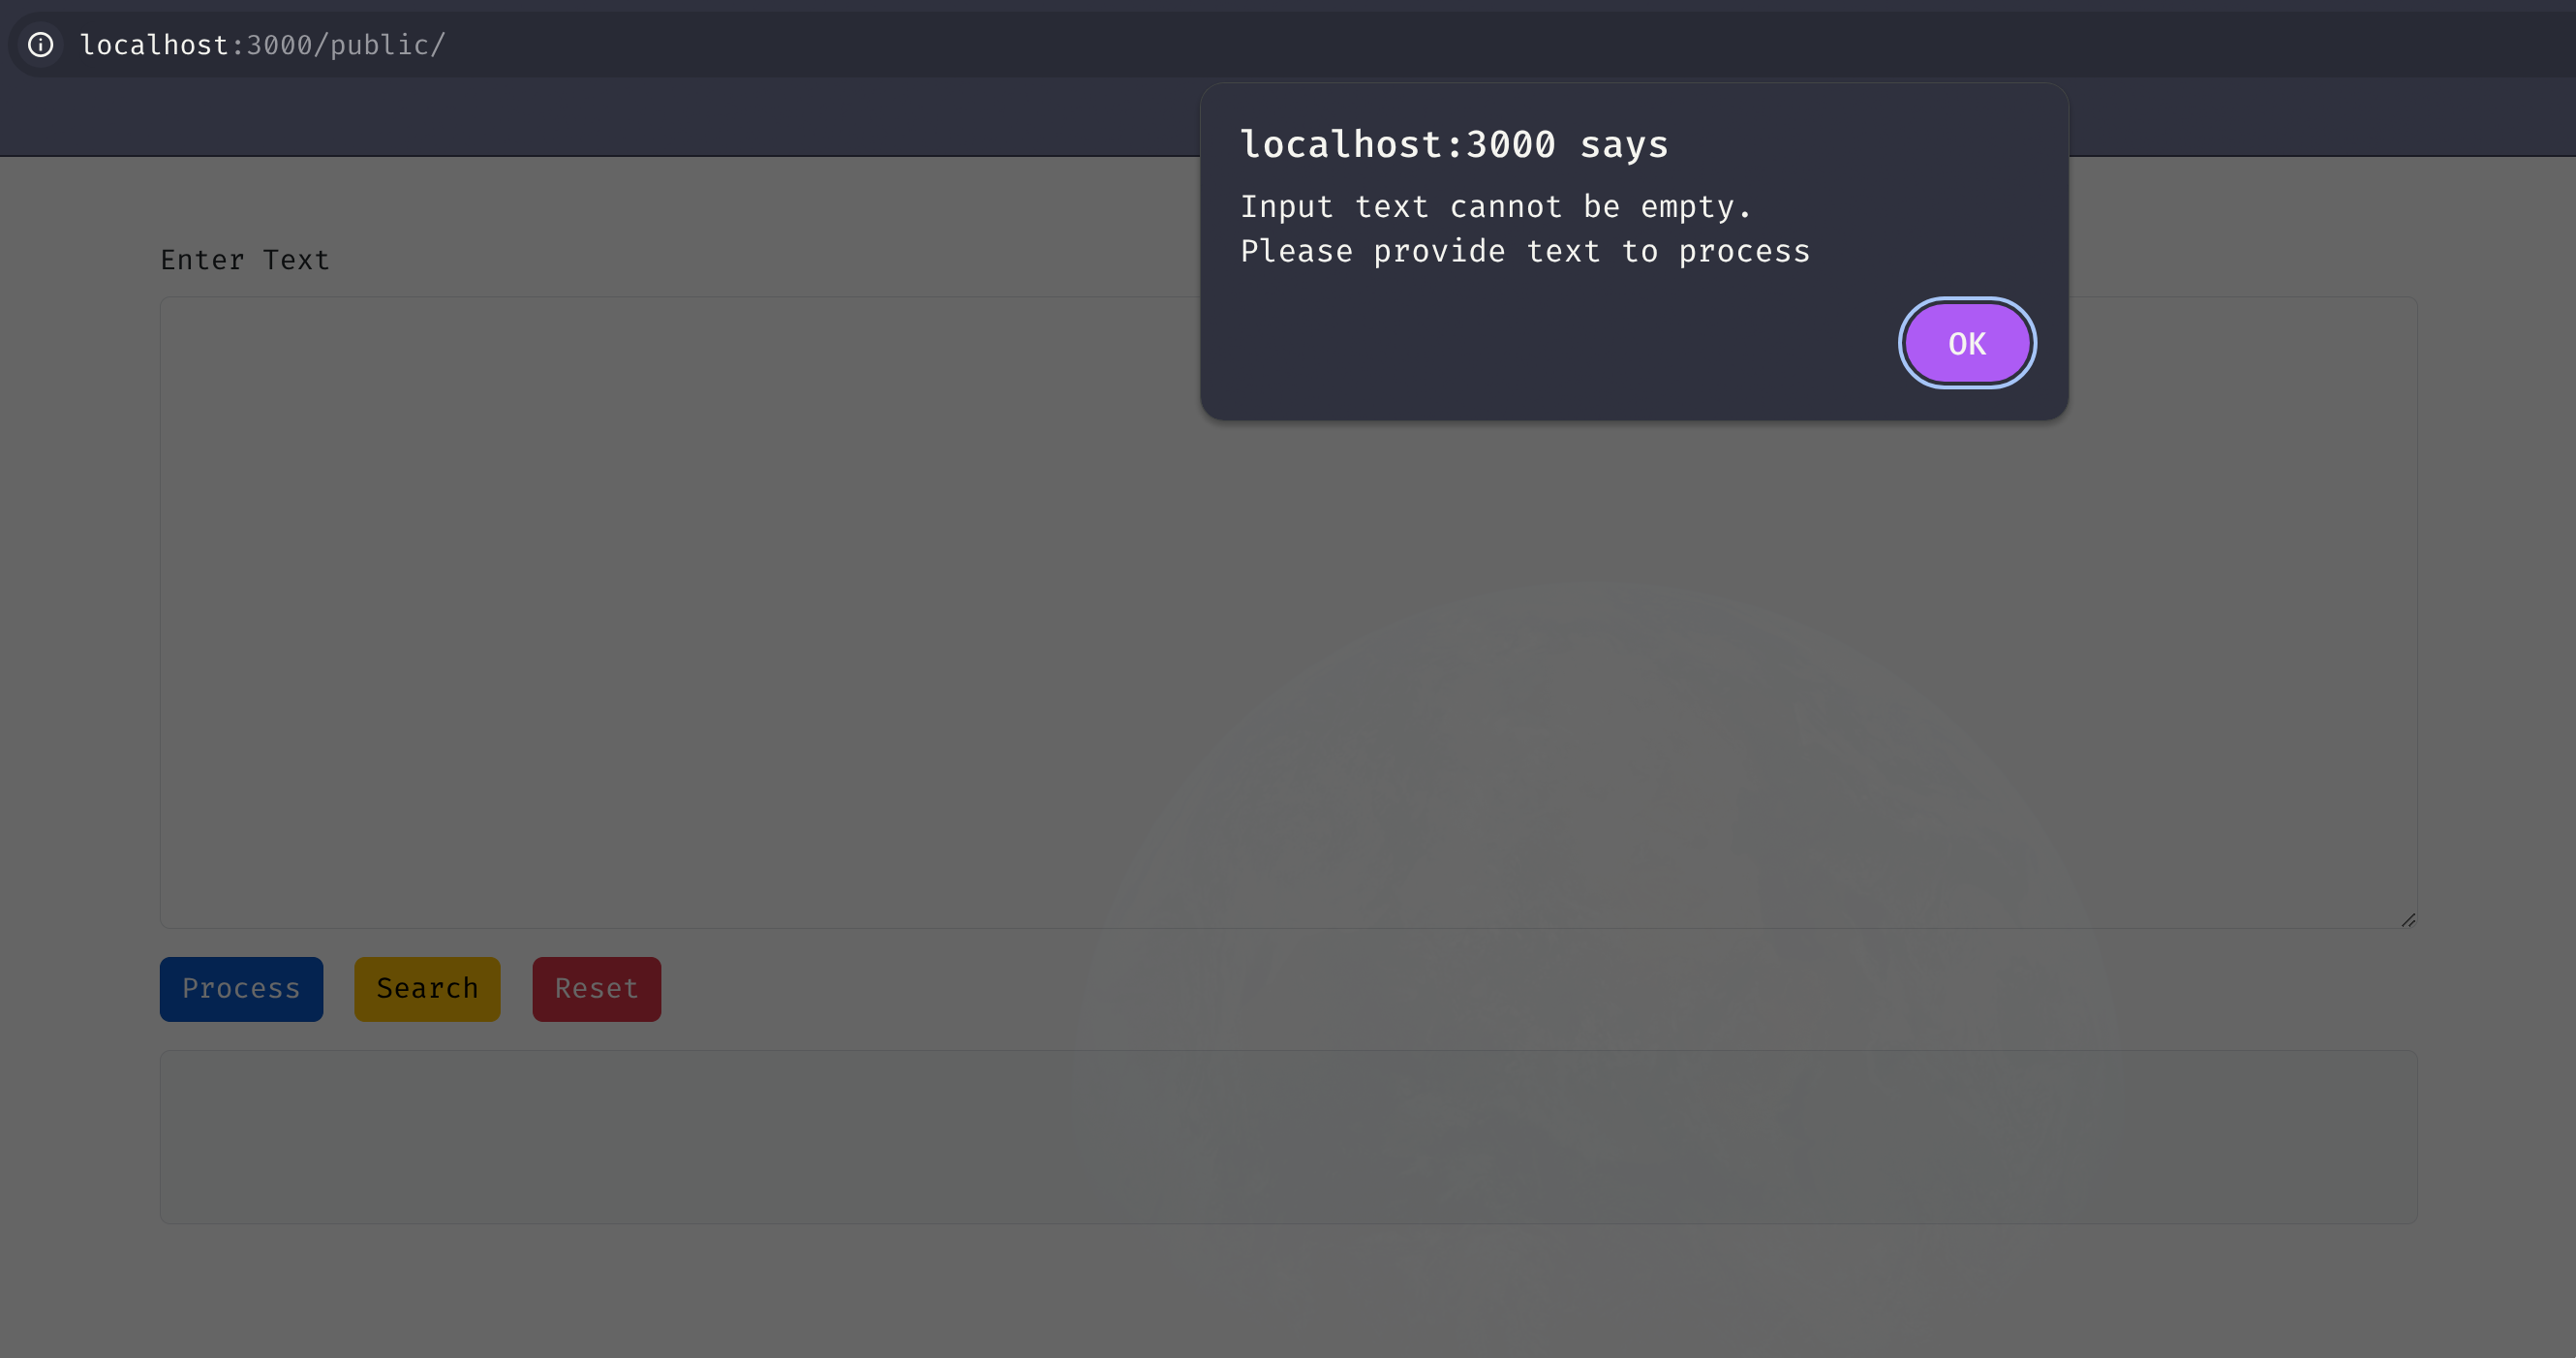 localhost:3000/public/
localhost:3000 says
Input text cannot be empty.
Please provide text to process
OK
Enter Text
Process
Search
Reset